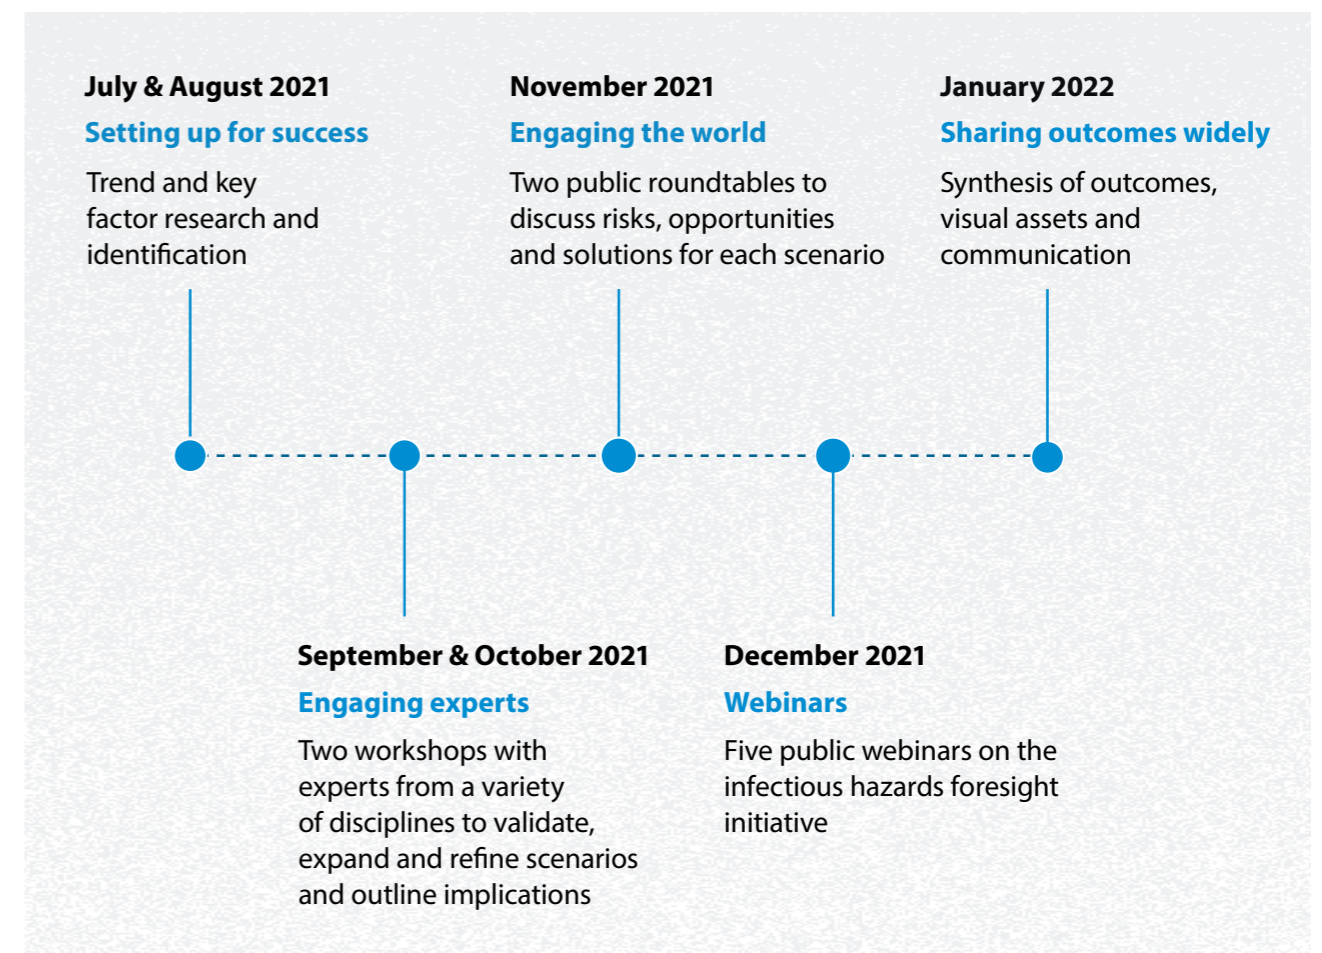 July & August 2021
Setting up for success
Trend and key
factor research and
identification
September & October 2021
Engaging experts
Two workshops with
experts from a variety
of disciplines to validate,
expand and refine scenarios
and outline implications
November 2021
Engaging the world
Two public roundtables to
discuss risks, opportunities
and solutions for each scenario
December 2021
Webinars
Five public webinars on the
infectious hazards foresight
initiative
January 2022
Sharing outcomes widely
Synthesis of outcomes,
visual assets and
communication